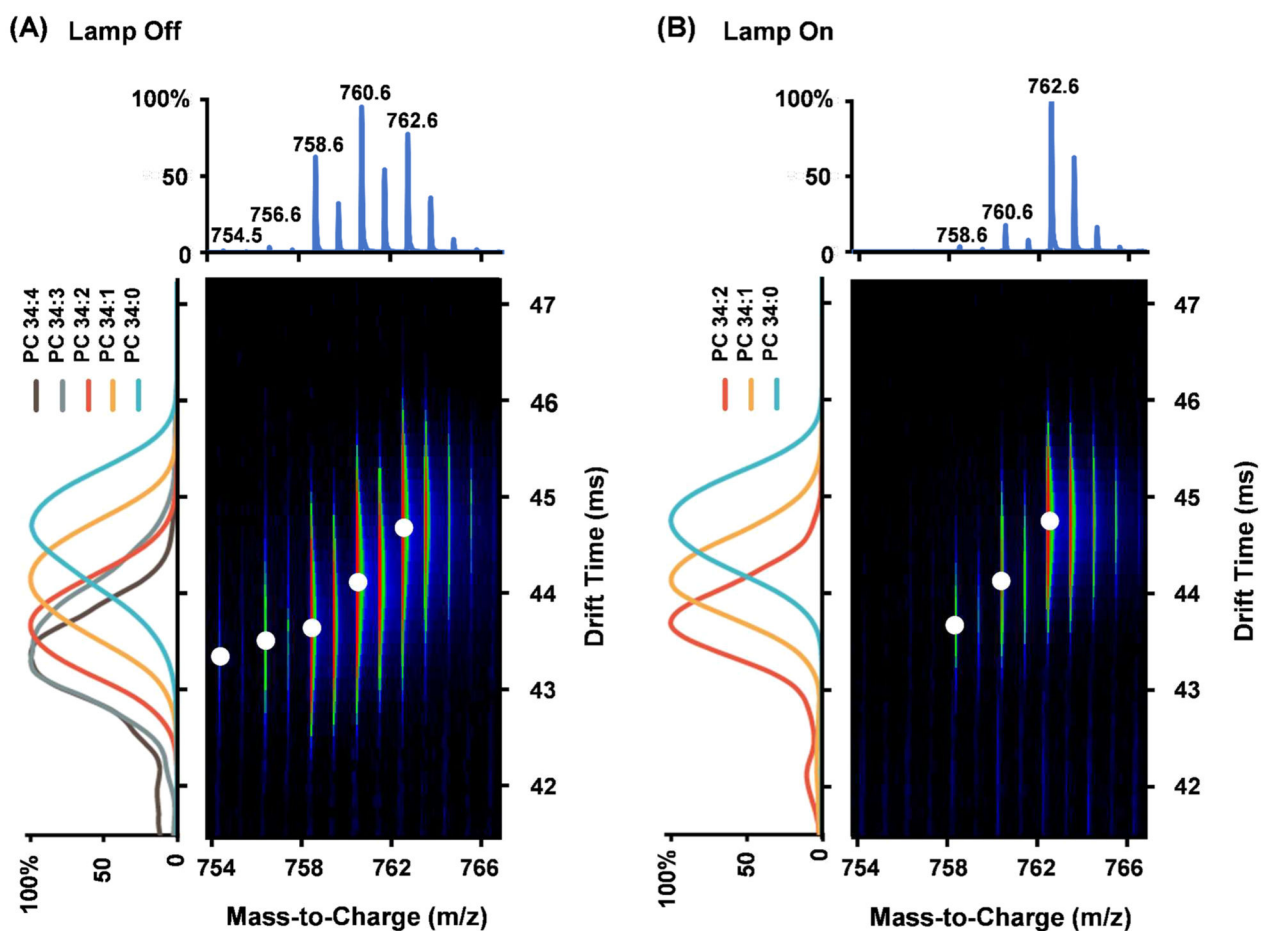 (A) Lamp Off
(B) Lamp On
100%
50
0
754.5
756.6
758.6
760.6
762.6
100%
50
0
758.6
760.6
762.6
PC 34:4
PC 34:3
PC 34:2
PC 34:1
PC 34:0
100%
50
0
47
46
45
44
43
42
Drift Time (ms)
754
758
762
766
Mass-to-Charge (m/z)
PC 34:2
PC 34:1
PC 34:0
100%
50
0
47
46
45
44
43
42
Drift Time (ms)
754
758
762
766
Mass-to-Charge (m/z)